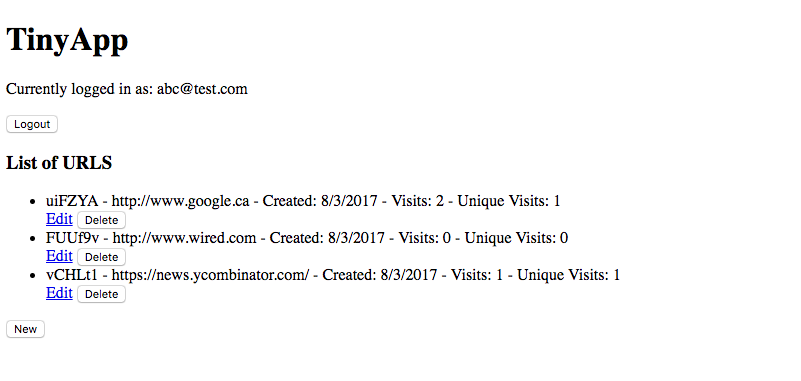 TinyApp
Currently logged in as: abc@test.com
Logout
List of URLS
uiFZYA - http://www.google.ca - Created: 8/3/2017 - Visits: 2 - Unique Visits: 1
Edit Delete
FUUf9v - http://www.wired.com - Created: 8/3/2017 - Visits: 0 - Unique Visits: 0
Edit Delete
vCHLt1 - https://news.ycombinator.com/ - Created: 8/3/2017 - Visits: 1 - Unique Visits: 1
Edit Delete
New